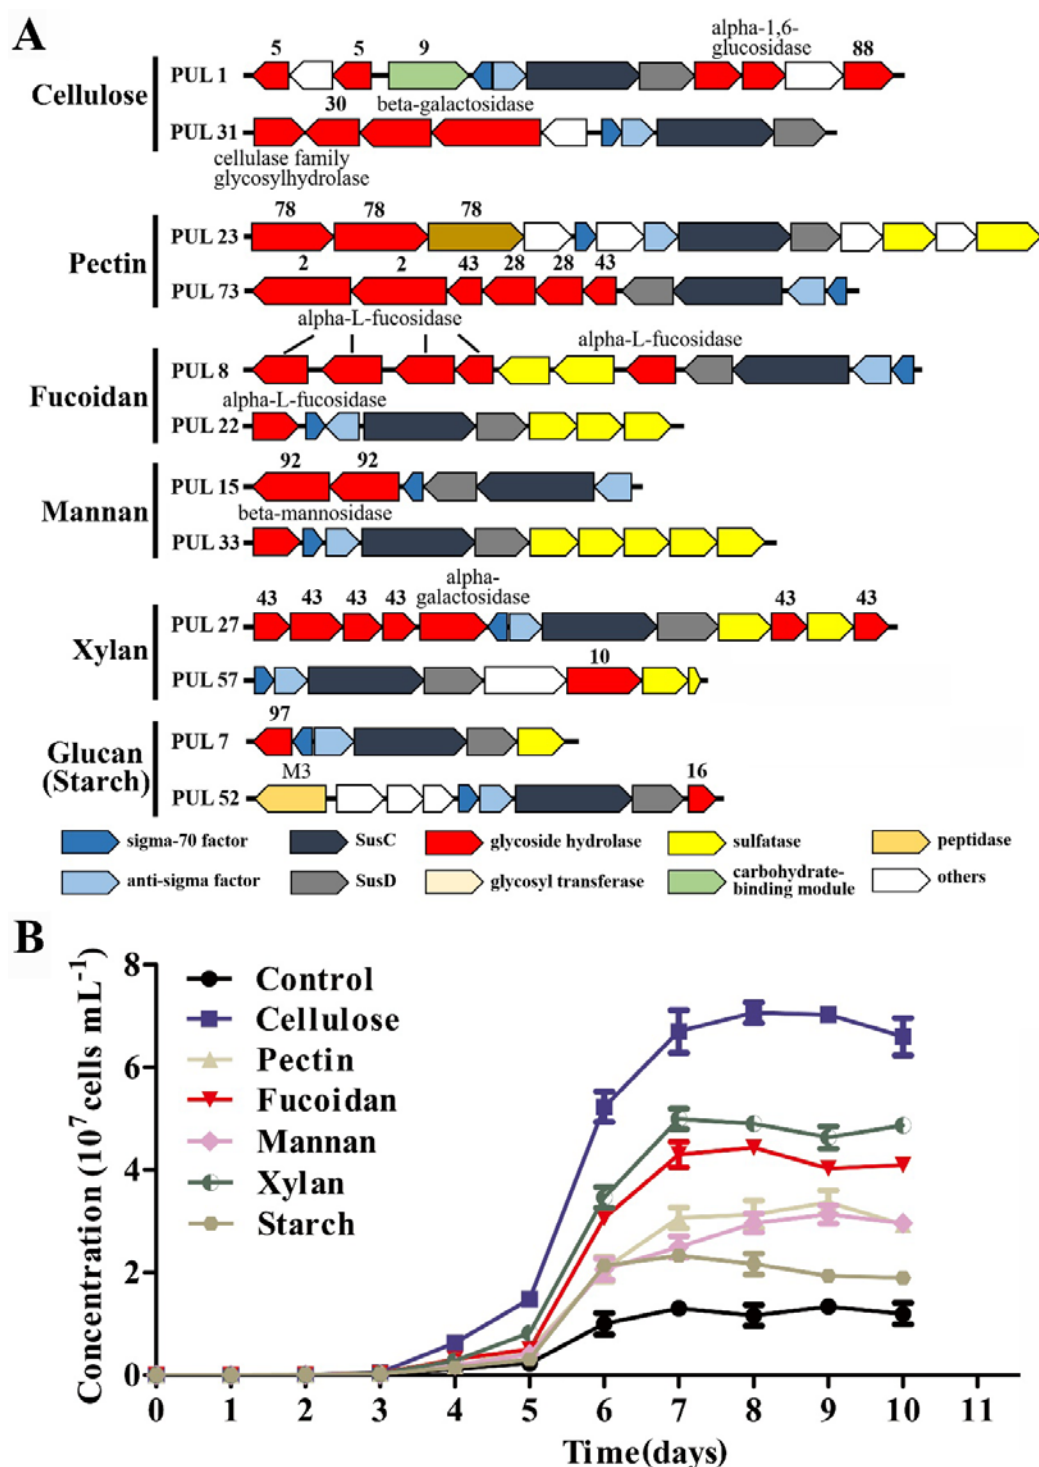 A
5 5 9 alpha-1,6-
glucosidase 88
Cellulose
PUL 1
30 beta-galactosidase
PUL 31
cellulase family
glycosylhydrolase
78 78 78
Pectin
PUL 23
2 2 43 28 28 43
PUL 73
alpha-L-fucosidase alpha-L-fucosidase
Fucoidan
PUL 8
alpha-L-fucosidase
PUL 22
92 92
Mannan
PUL 15
beta-mannosidase
PUL 33
43 43 43 43 alpha-
galactosidase 43 43
Xylan
PUL 27
10
PUL 57
97
Glucan
(Starch)
PUL 7
M3 16
PUL 52
sigma-70 factor SusC glycoside hydrolase sulfatase peptidase
anti-sigma factor SusD glycosyl transferase carbohydrate-
binding module others
B
Concentration (10⁷ cells mL⁻¹)
8
6
4
2
0
Control
Cellulose
Pectin
Fucoidan
Mannan
Xylan
Starch
0 1 2 3 4 5 6 7 8 9 10 11
Time(days)